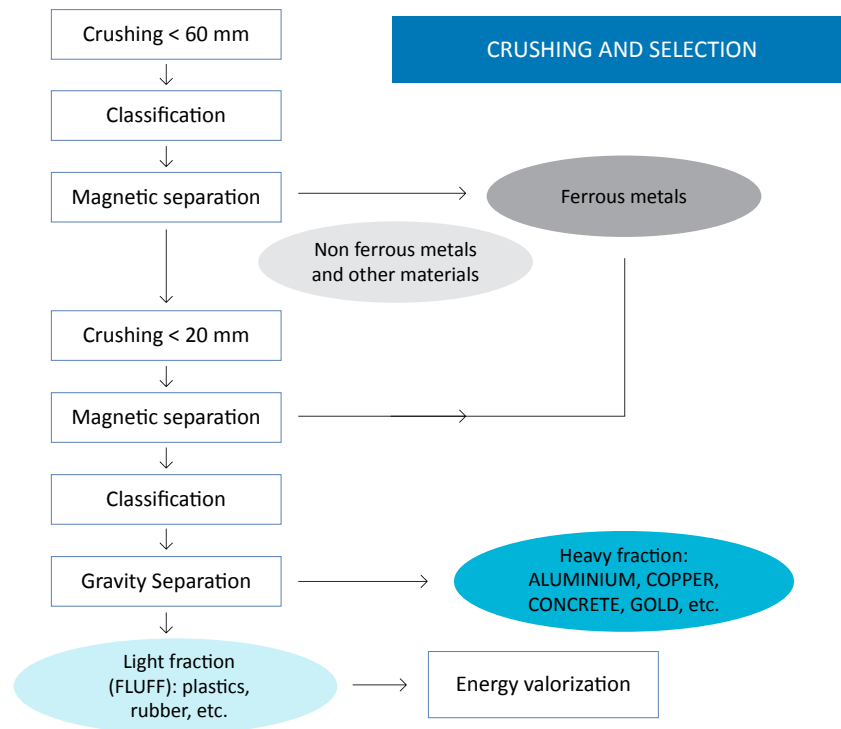 Crushing < 60 mm
CRUSHING AND SELECTION
Classification
Magnetic separation
Ferrous metals
Non ferrous metals
and other materials
Crushing < 20 mm
Magnetic separation
Classification
Gravity Separation
Heavy fraction:
ALUMINIUM, COPPER,
CONCRETE, GOLD, etc.
Light fraction
(FLUFF): plastics,
rubber, etc.
Energy valorization